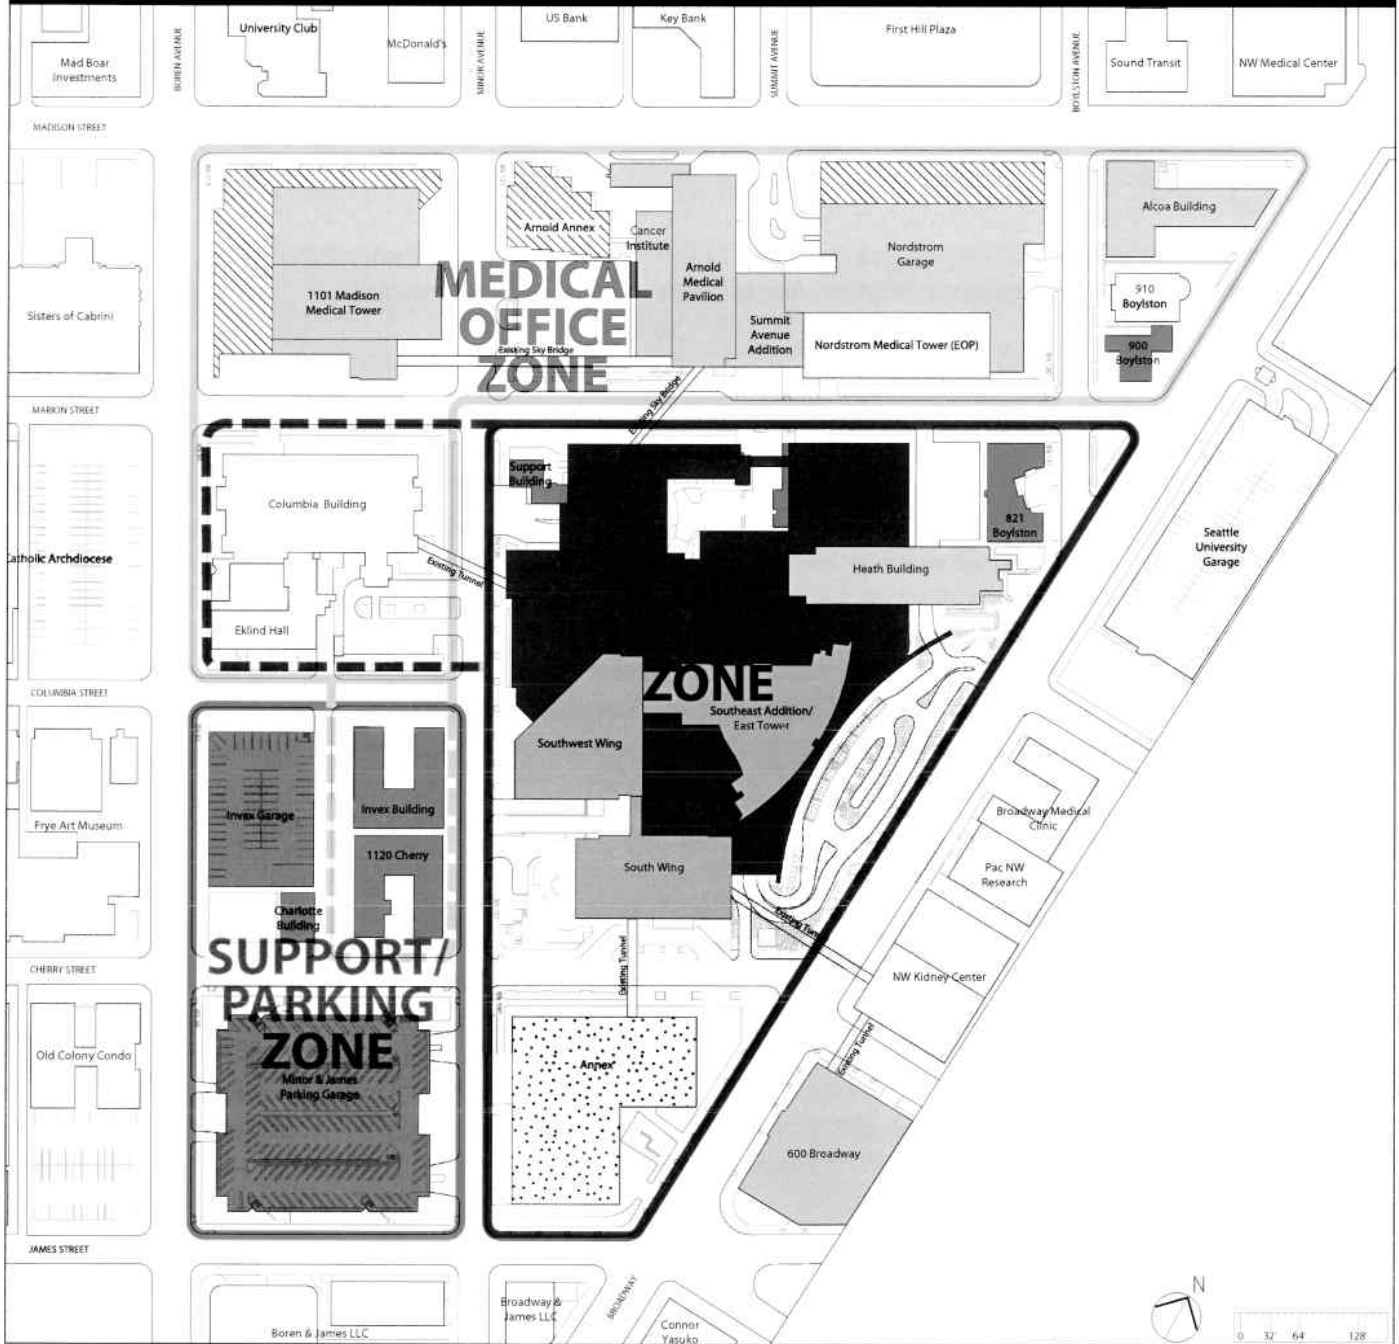 University Club
US Bank
Key Bank
First Hill Plaza
McDonald's
Mad Boar
Investments
Sound Transit
NW Medical Center
BOREN AVENUE
MINOR AVENUE
SUMMIT AVENUE
BOYLSTON AVENUE
MADISON STREET
Arnold Annex
Cancer
Institute
Arnold
Medical
Pavilion
Nordstrom
Garage
Alcoa Building
910
Boylston
900
Boylston
Sisters of Cabrini
1101 Madison
Medical Tower
MEDICAL
OFFICE
ZONE
Existing Sky Bridge
Summit
Avenue
Addition
Nordstrom Medical Tower (EOP)
Existing Sky Bridge
MARION STREET
Support
Building
Columbia Building
821
Boylston
Seattle
University
Garage
Catholic Archdiocese
Existing Tunnel
Heath Building
Eklind Hall
ZONE
COLUMBIA STREET
Southeast Addition/
East Tower
Southwest Wing
Invex Garage
Invex Building
Frye Art Museum
Broadway Medical
Clinic
1120 Cherry
South Wing
Pac NW
Research
Charlotte
Building
Existing Tunnel
SUPPORT/
PARKING
ZONE
CHERRY STREET
Existing Tunnel
NW Kidney Center
Old Colony Condo
Minor & James
Parking Garage
Annex
Existing Tunnel
600 Broadway
JAMES STREET
Boren & James LLC
Broadway &
James LLC
BROADWAY
Connor
Yasuko
N
0 32 64 128